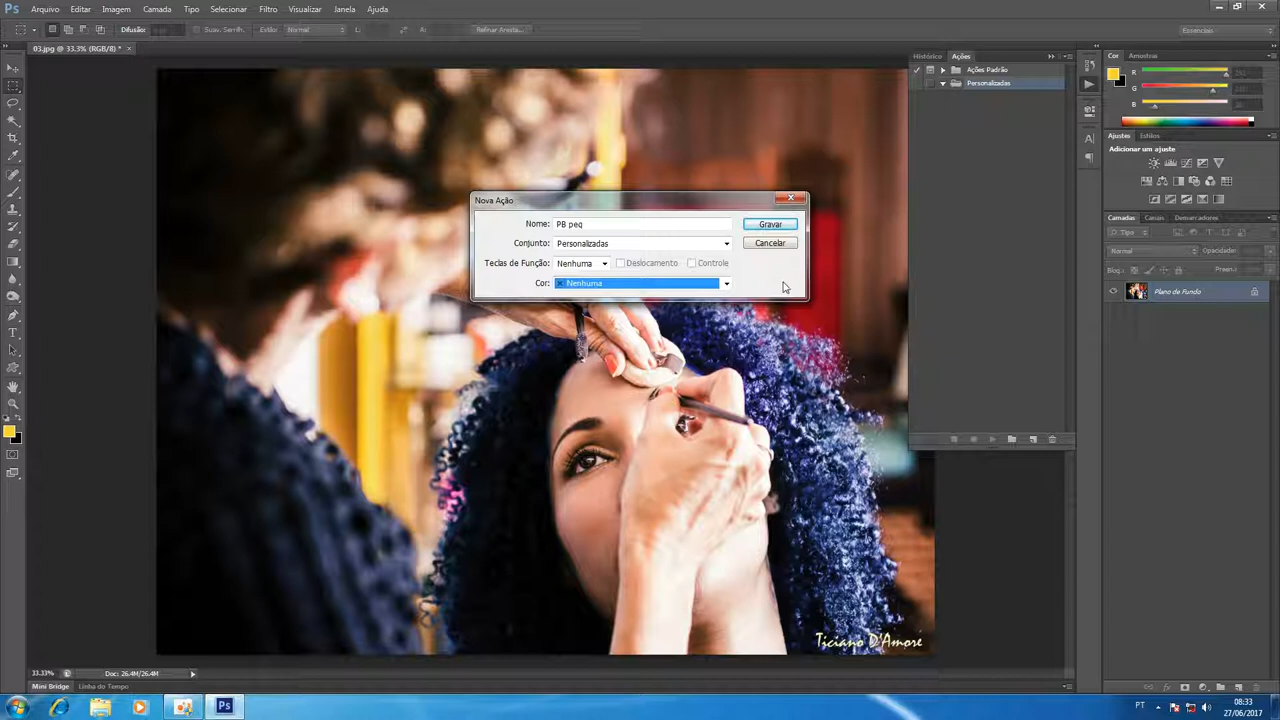 Ps Arquivo Editar Imagem Camada Tipo Selecionar Filtro Visualizar Janela Ajuda
Difusão: Suav. Serrilh. Estilo: Normal L: A: Refinar Aresta... Essenciais
03.jpg @ 33.3% (RGB/8) * ×
Histórico Ações
Ações Padrão
Personalizadas
Cor Amostras
R
G
B
Ajustes Estilos
Adicionar um ajuste
Camadas Canais Demarcadores
Tipo
Normal Opacidade:
Bloq.: Preen.:
Plano de Fundo
Nova Ação
Nome: PB peq Gravar
Conjunto: Personalizadas Cancelar
Teclas de Função: Nenhuma Deslocamento Controle
Cor: Nenhuma
Ticiano D'Amore
33.33% Doc: 26.4M/26.4M
Mini Bridge Linha do Tempo
Ps PT 08:33
27/06/2017